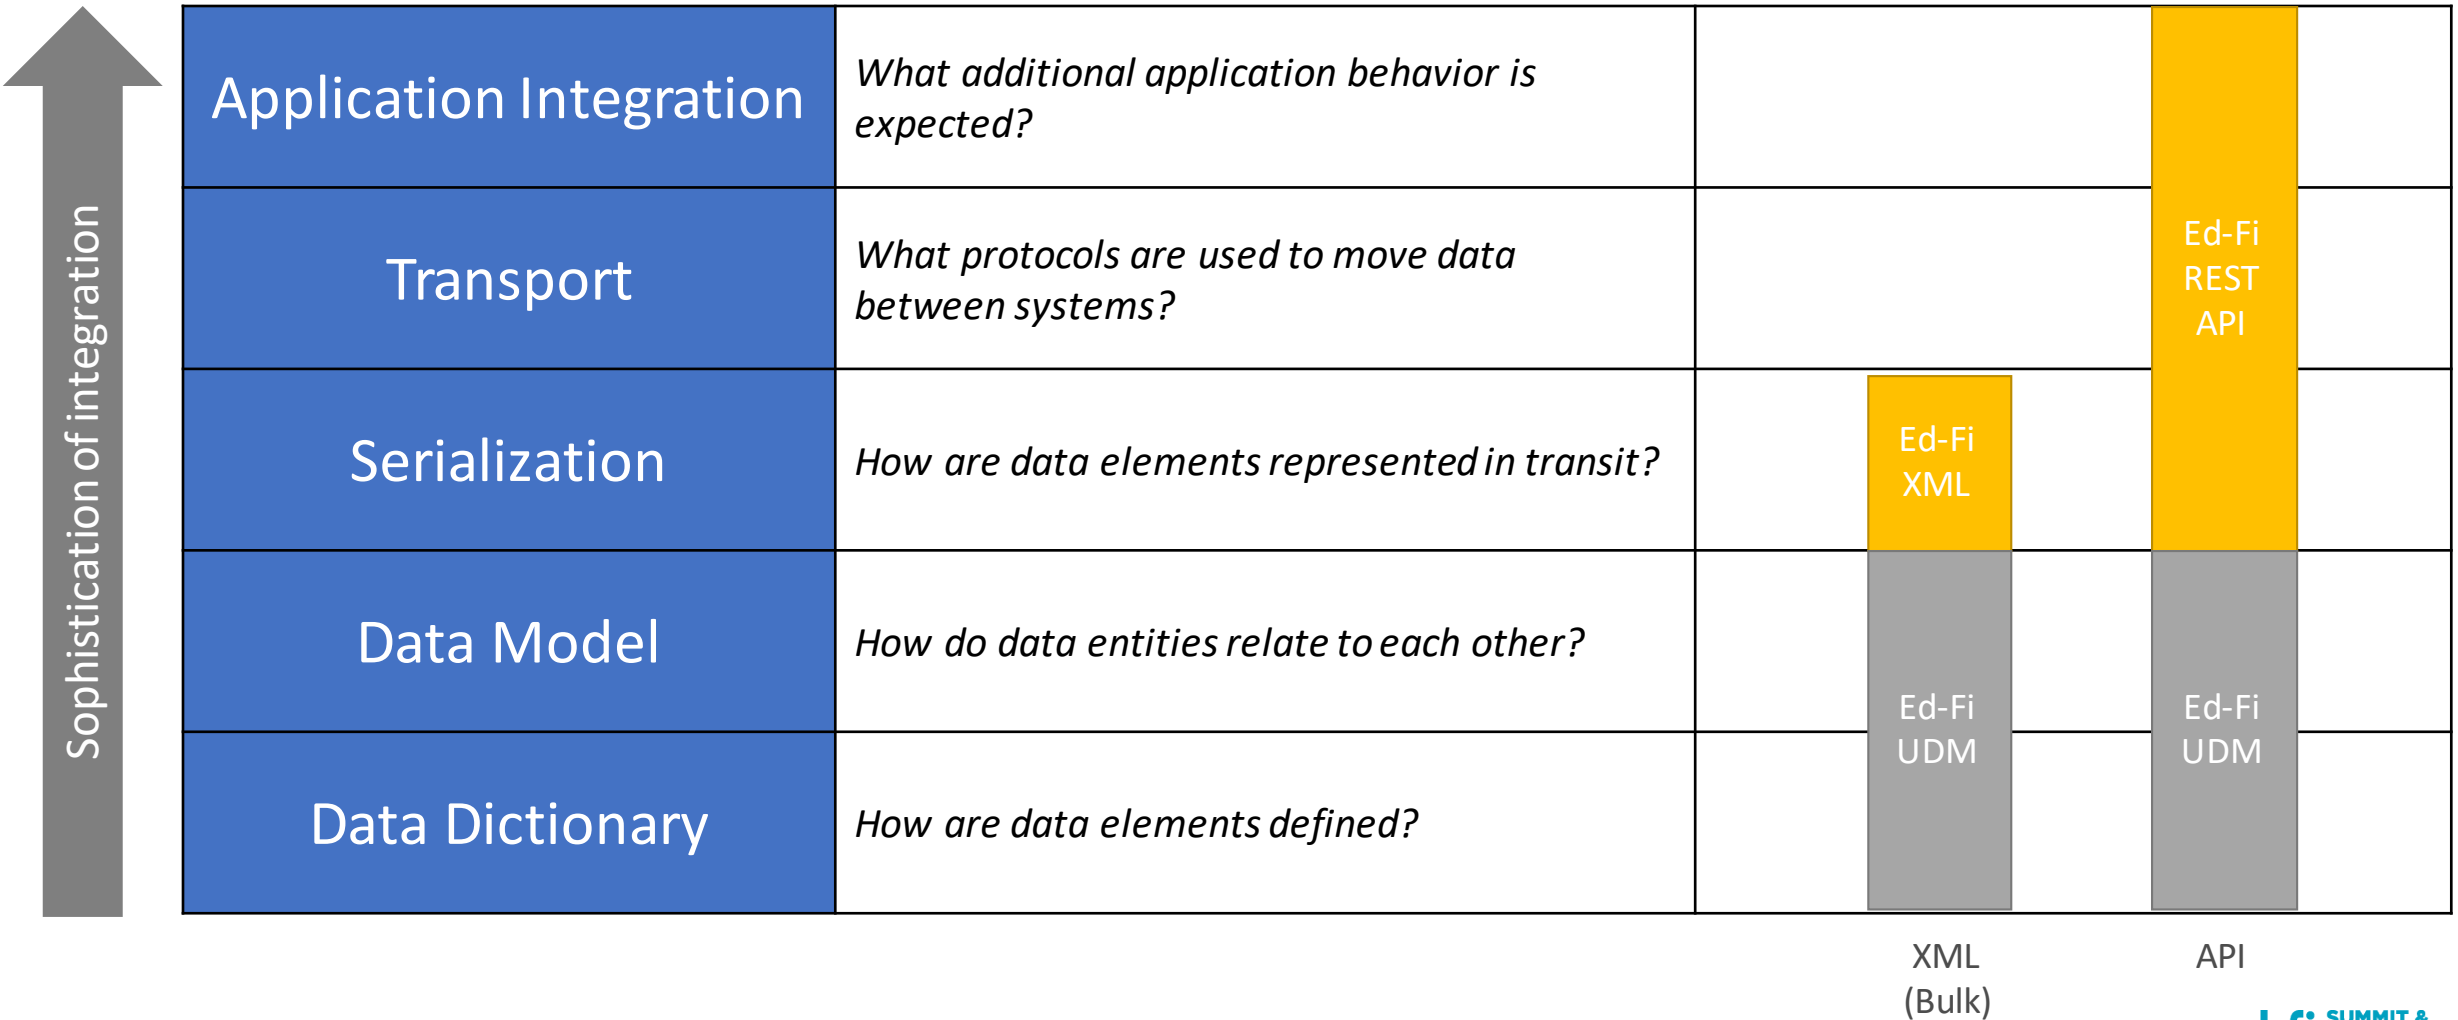 Sophistication of integration
Application Integration
What additional application behavior is
expected?
Transport
What protocols are used to move data
between systems?
Serialization
How are data elements represented in transit?
Data Model
How do data entities relate to each other?
Data Dictionary
How are data elements defined?
Ed-Fi
XML
Ed-Fi
UDM
Ed-Fi
REST
API
Ed-Fi
UDM
XML
(Bulk)
API
SUMMIT &